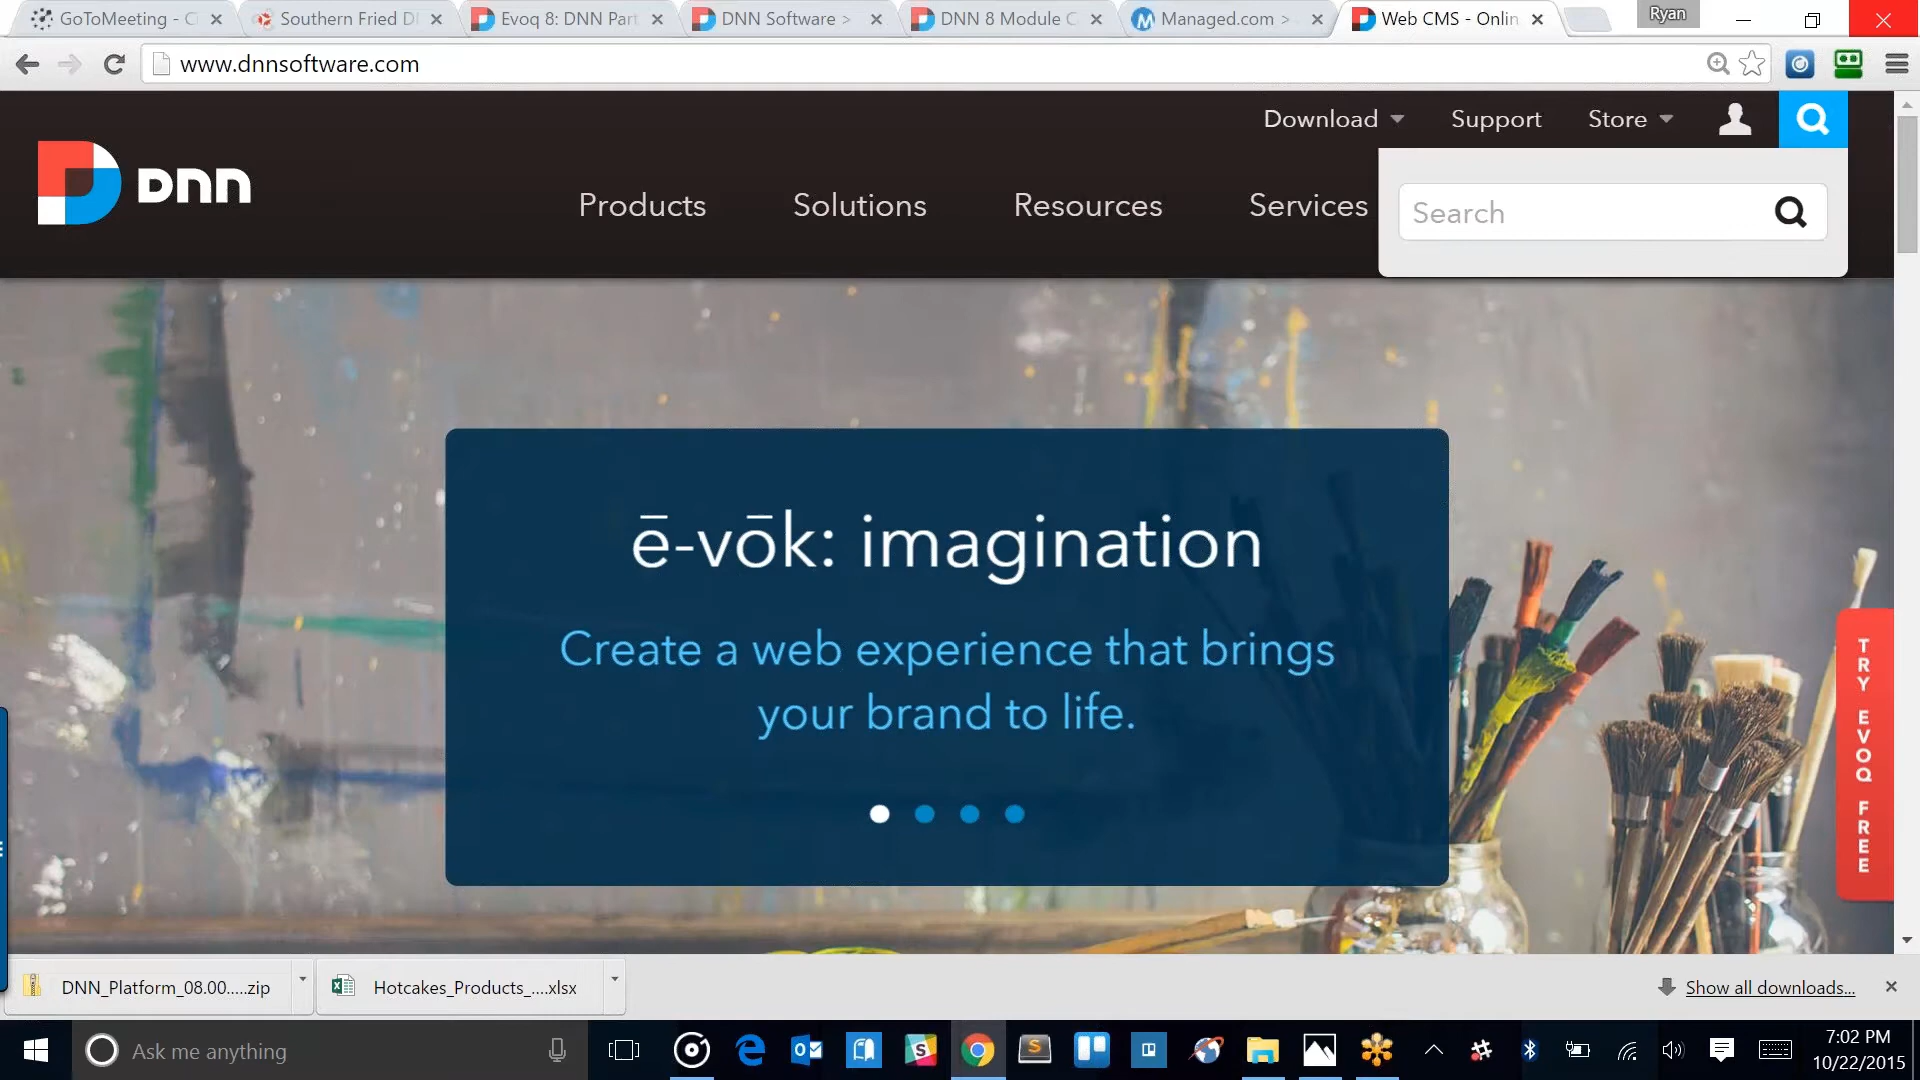 GoToMeeting -
Southern Fried
Evoq 8: DNN Part
DNN Software >
DNN 8 Module
Managed.com >
Web CMS - Onlin
Ryan
www.dnnsoftware.com
Download
Support
Store
DNN
Products
Solutions
Resources
Services
Search
ē-vōk: imagination
Create a web experience that brings
your brand to life.
TRY EVOQ FREE
DNN_Platform_08.00.....zip
Hotcakes_Products_....xlsx
Show all downloads...
Ask me anything
7:02 PM
10/22/2015